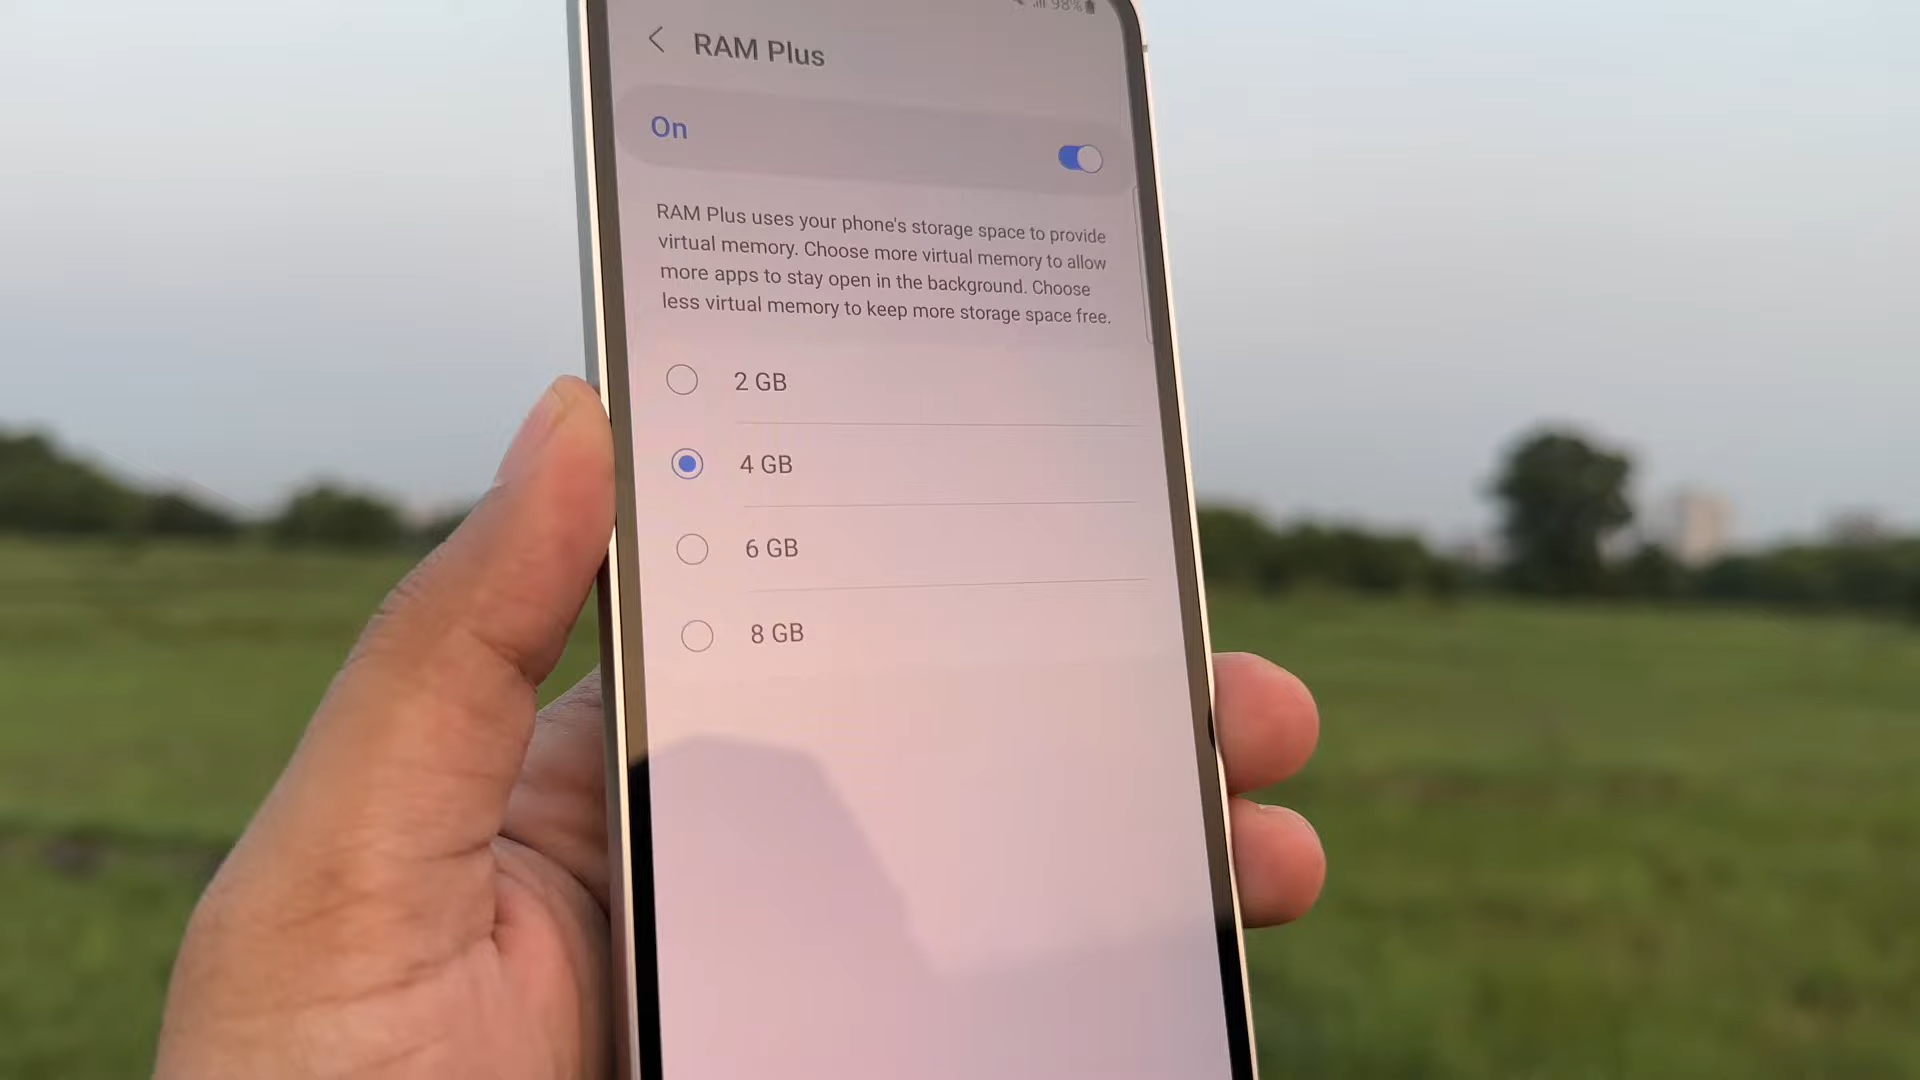 98%
RAM Plus
On
RAM Plus uses your phone's storage space to provide
virtual memory. Choose more virtual memory to allow
more apps to stay open in the background. Choose
less virtual memory to keep more storage space free.
2 GB
4 GB
6 GB
8 GB